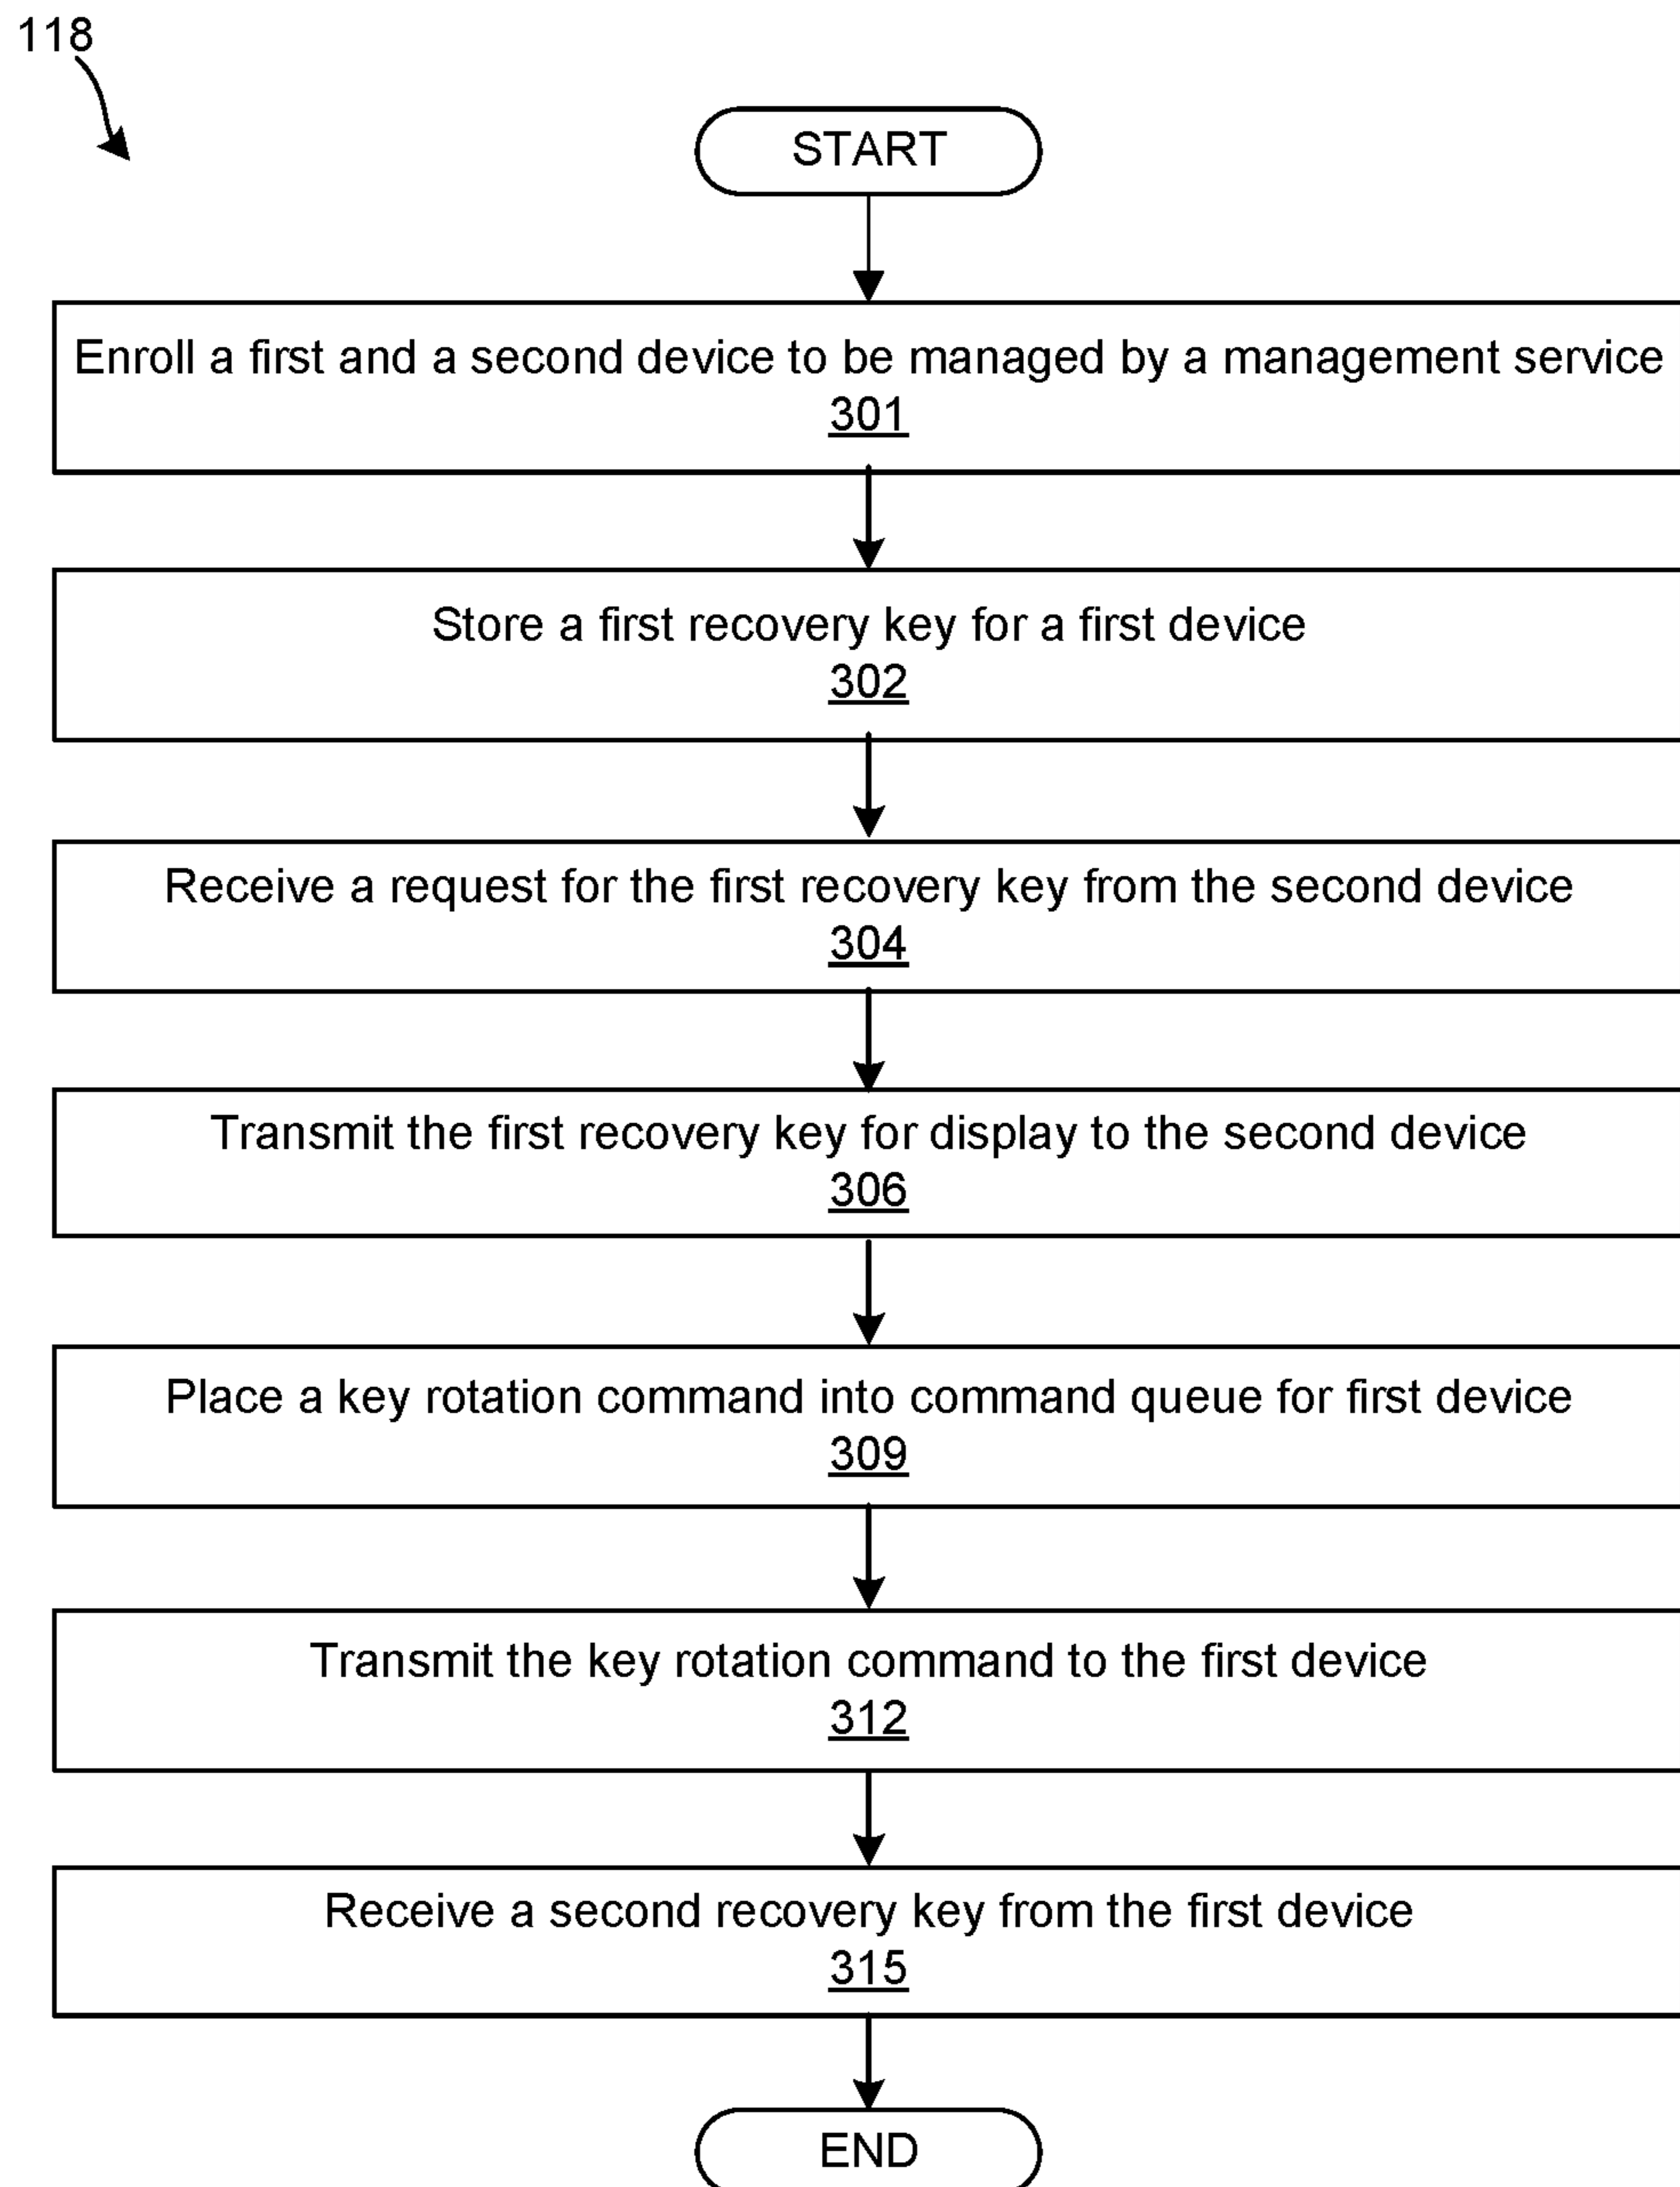 118
START
Enroll a first and a second device to be managed by a management service
301
Store a first recovery key for a first device
302
Receive a request for the first recovery key from the second device
304
Transmit the first recovery key for display to the second device
306
Place a key rotation command into command queue for first device
309
Transmit the key rotation command to the first device
312
Receive a second recovery key from the first device
315
END